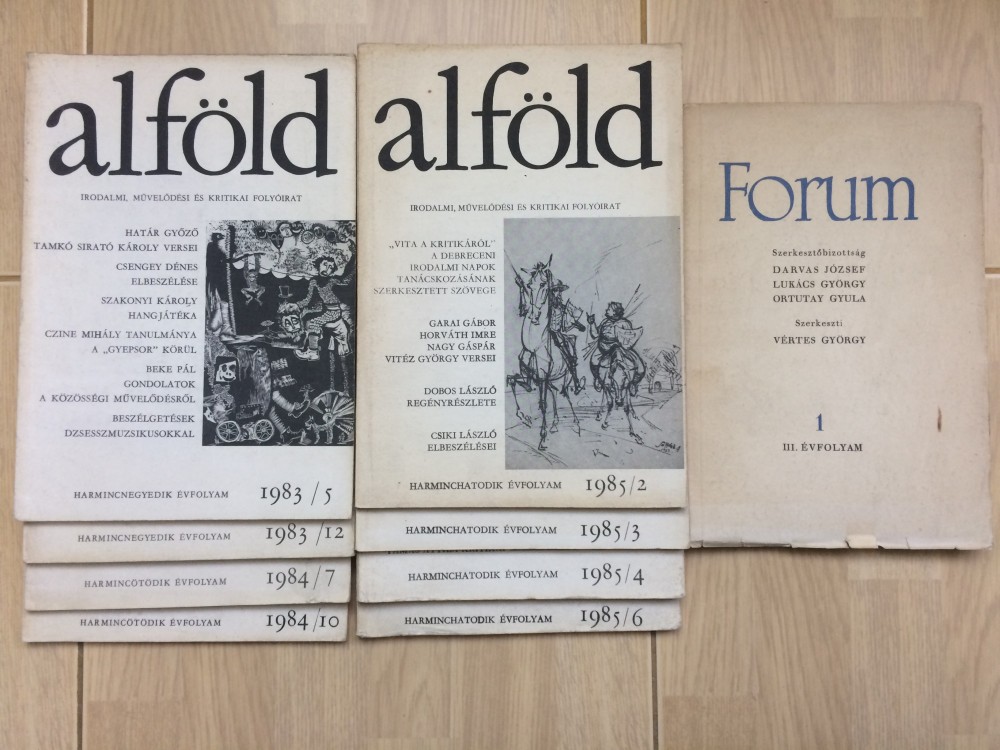 alföld
IRODALMI, MŰVELŐDÉSI ÉS KRITIKAI FOLYÓIRAT
HATÁR GYŐZŐ
TAMKÓ SIRATÓ KÁROLY VERSEI
CSENGEY DÉNES
ELBESZÉLÉSE
SZAKONYI KÁROLY
HANGJÁTÉKA
CZINE MIHÁLY TANULMÁNYA
A „GYEPSOR" KÖRÜL
BEKE PÁL
GONDOLATOK
A KÖZÖSSÉGI MŰVELŐDÉSRŐL
BESZÉLGETÉSEK
DZSESSZMUZSIKUSOKKAL
HARMINCNEGYEDIK ÉVFOLYAM 1983/5
HARMINCNEGYEDIK ÉVFOLYAM 1983/12
HARMINCÖTÖDIK ÉVFOLYAM 1984/7
HARMINCÖTÖDIK ÉVFOLYAM 1984/10
alföld
IRODALMI, MŰVELŐDÉSI ÉS KRITIKAI FOLYÓIRAT
„VITA A KRITIKÁRÓL"
A DEBRECENI
IRODALMI NAPOK
TANÁCSKOZÁSÁNAK
SZERKESZTETT SZÖVEGE
GARAI GÁBOR
HORVÁTH IMRE
NAGY GÁSPÁR
VITÉZ GYÖRGY VERSEI
DOBOS LÁSZLÓ
REGÉNYRÉSZLETE
CSIKI LÁSZLÓ
ELBESZÉLÉSEI
HARMINCHATODIK ÉVFOLYAM 1985/2
HARMINCHATODIK ÉVFOLYAM 1985/3
HARMINCHATODIK ÉVFOLYAM 1985/4
HARMINCHATODIK ÉVFOLYAM 1985/6
Forum
Szerkesztőbizottság
DARVAS JÓZSEF
LUKÁCS GYÖRGY
ORTUTAY GYULA
Szerkeszti
VÉRTES GYÖRGY
1
III. ÉVFOLYAM